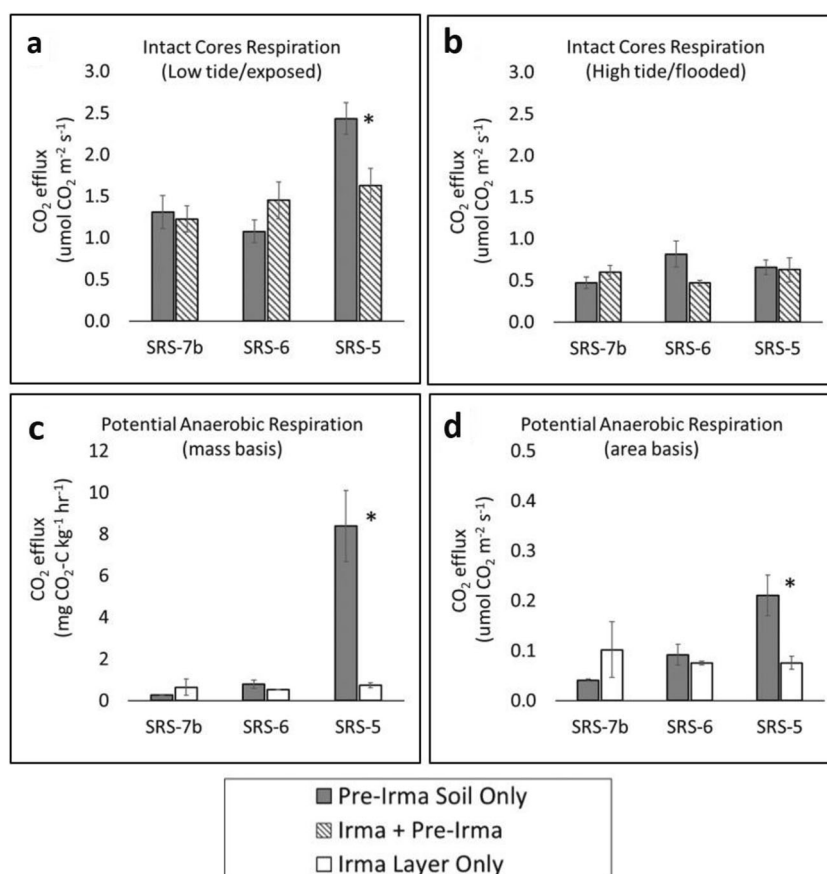 a
Intact Cores Respiration
(Low tide/exposed)
CO2 efflux
(umol CO2 m-2 s-1)
3.0
2.5
2.0
1.5
1.0
0.5
0.0
*
SRS-7b SRS-6 SRS-5
b
Intact Cores Respiration
(High tide/flooded)
CO2 efflux
(umol CO2 m-2 s-1)
3.0
2.5
2.0
1.5
1.0
0.5
0.0
SRS-7b SRS-6 SRS-5
c
Potential Anaerobic Respiration
(mass basis)
CO2 efflux
(mg CO2-C kg-1 hr-1)
12
10
8
6
4
2
0
*
SRS-7b SRS-6 SRS-5
d
Potential Anaerobic Respiration
(area basis)
CO2 efflux
(umol CO2 m-2 s-1)
0.5
0.4
0.3
0.2
0.1
0.0
*
SRS-7b SRS-6 SRS-5
Pre-Irma Soil Only
Irma + Pre-Irma
Irma Layer Only